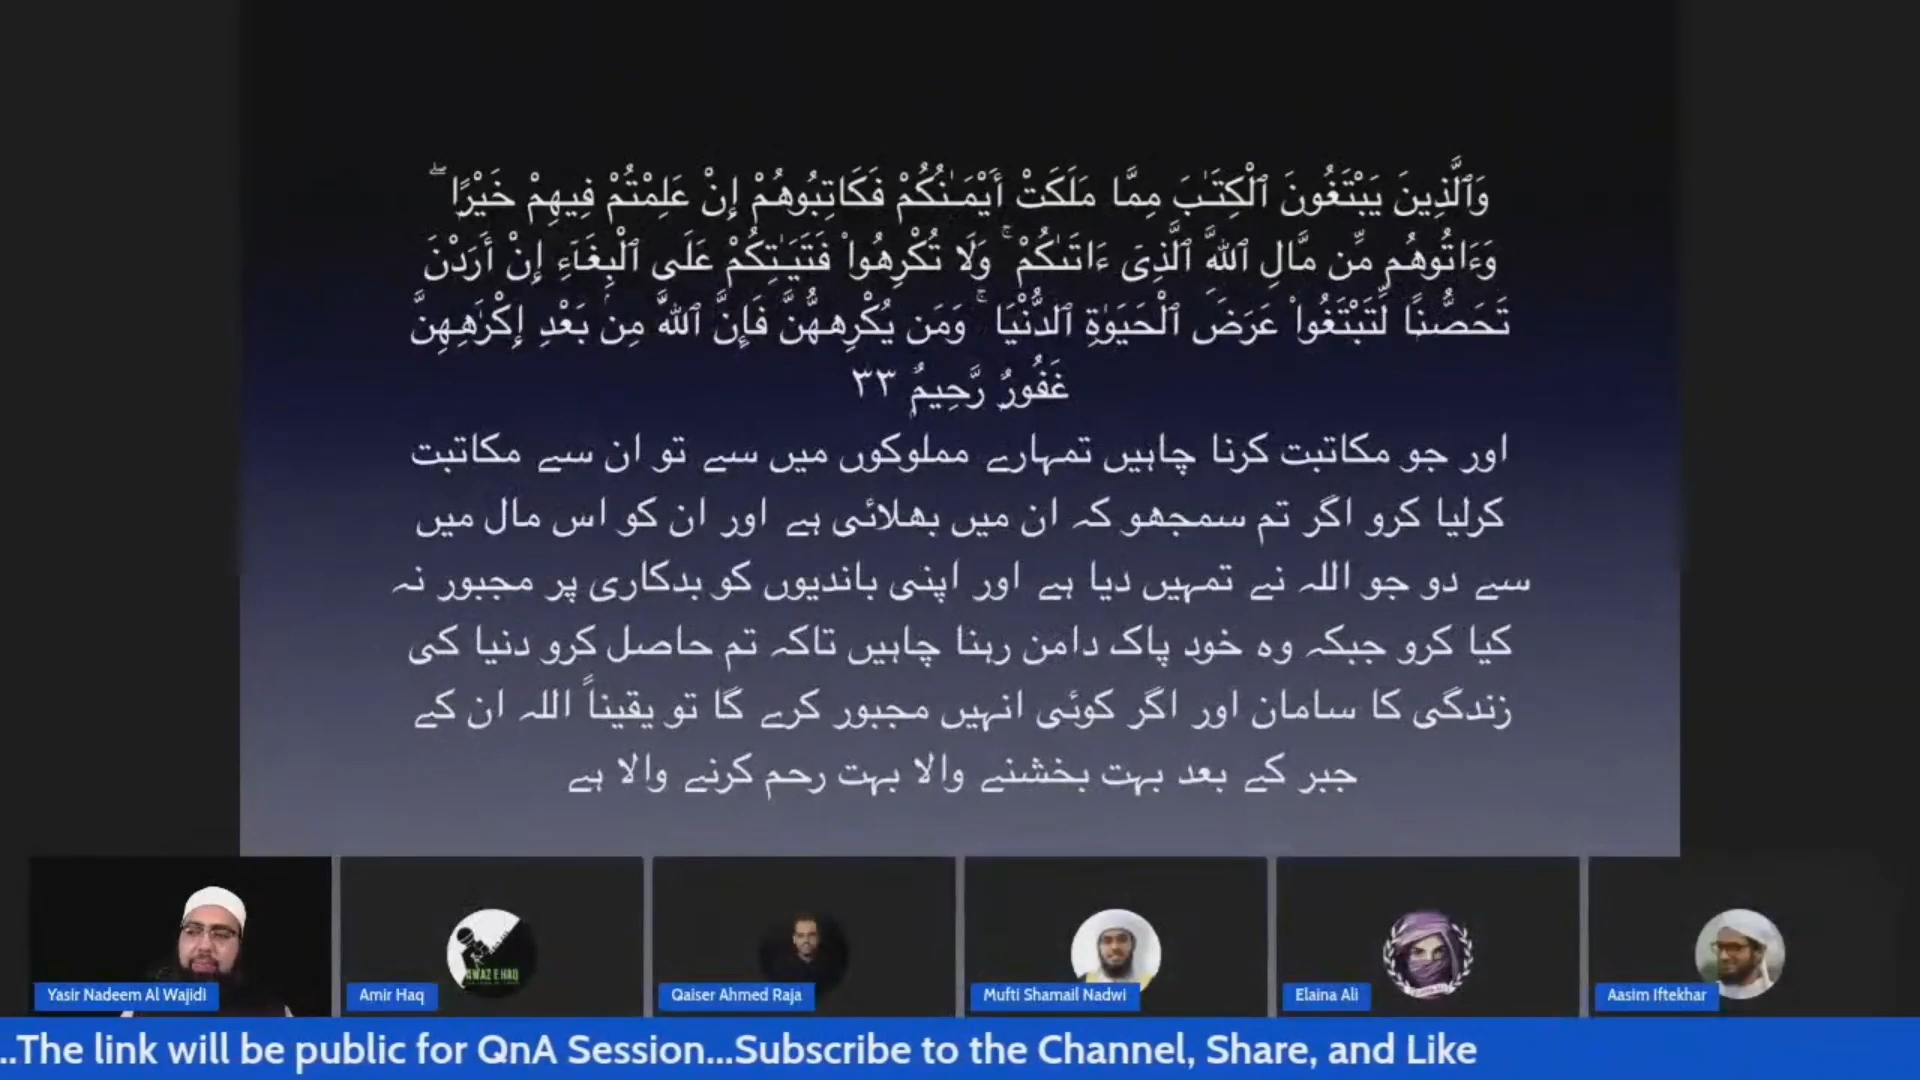 وَٱلَّذِينَ يَبْتَغُونَ ٱلْكِتَـٰبَ مِمَّا مَلَكَتْ أَيْمَـٰنُكُمْ فَكَاتِبُوهُمْ إِنْ عَلِمْتُمْ فِيهِمْ خَيْرًۭا ۖ
وَءَاتُوهُم مِّن مَّالِ ٱللَّهِ ٱلَّذِىٓ ءَاتَىٰكُمْ ۚ وَلَا تُكْرِهُوا۟ فَتَيَـٰتِكُمْ عَلَى ٱلْبِغَآءِ إِنْ أَرَدْنَ
تَحَصُّنًۭا لِّتَبْتَغُوا۟ عَرَضَ ٱلْحَيَوٰةِ ٱلدُّنْيَا ۚ وَمَن يُكْرِههُّنَّ فَإِنَّ ٱللَّهَ مِنۢ بَعْدِ إِكْرَٰهِهِنَّ
غَفُورٌۭ رَّحِيمٌۭ ٣٣
اور جو مکاتبت کرنا چاہیں تمہارے مملوکوں میں سے تو ان سے مکاتبت
کرلیا کرو اگر تم سمجھو کہ ان میں بھلائی ہے اور ان کو اس مال میں
سے دو جو اللہ نے تمہیں دیا ہے اور اپنی باندیوں کو بدکاری پر مجبور نہ
کیا کرو جبکہ وہ خود پاک دامن رہنا چاہیں تاکہ تم حاصل کرو دنیا کی
زندگی کا سامان اور اگر کوئی انہیں مجبور کرے گا تو یقیناً اللہ ان کے
جبر کے بعد بہت بخشنے والا بہت رحم کرنے والا ہے
AWAZ E HAQ
Yasir Nadeem Al Wajidi
Amir Haq
Qaiser Ahmed Raja
Mufti Shamail Nadwi
Elaina Ali
Aasim Iftekhar
..The link will be public for QnA Session...Subscribe to the Channel, Share, and Like